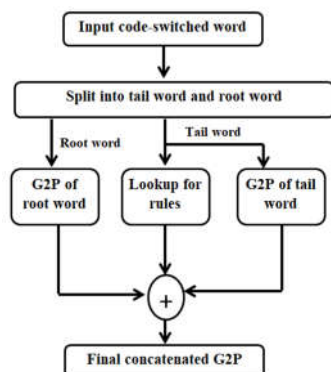 Input code-switched word
Split into tail word and root word
Root word
Tail word
G2P of
root word
Lookup for
rules
G2P of tail
word
+
Final concatenated G2P